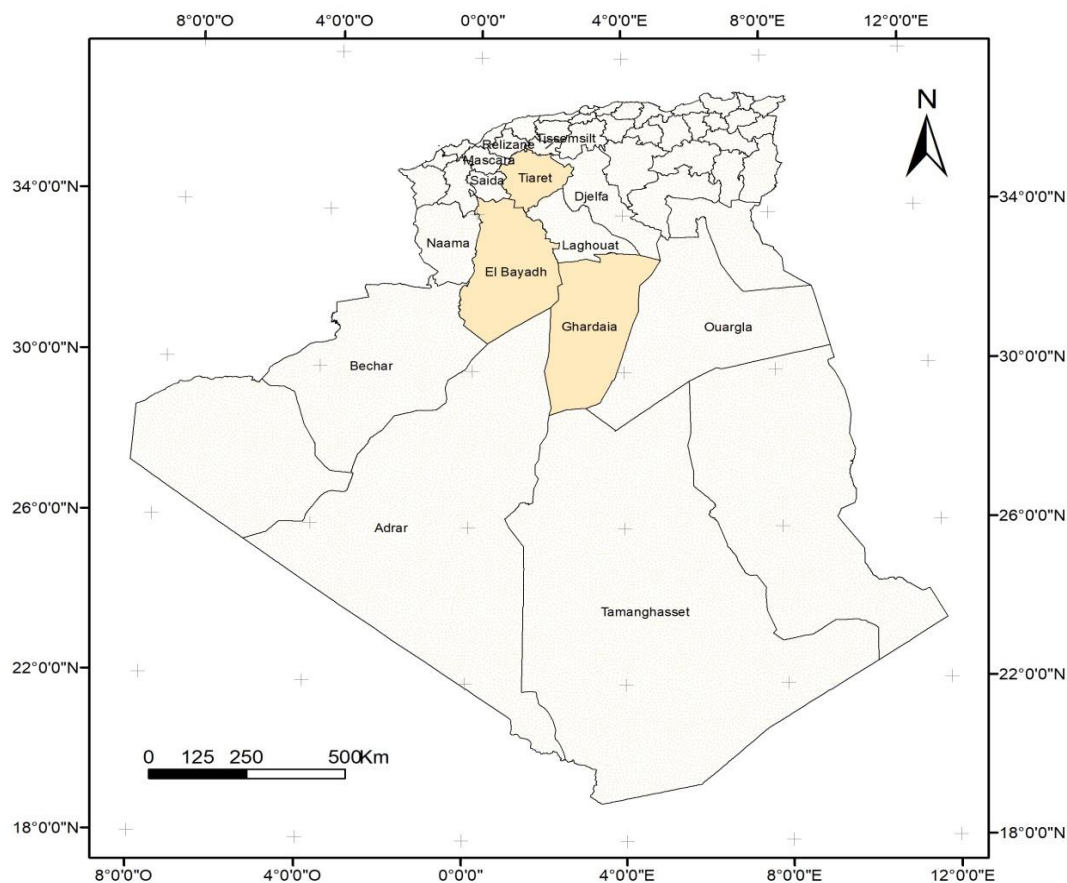 8°0'0"O 4°0'0"O 0°0'0" 4°0'0"E 8°0'0"E 12°0'0"E
N
Tissemsilt
Relizane
Mascara
Saida
Tiaret
34°0'0"N
34°0'0"N
Djelfa
Naama
Laghouat
El Bayadh
Ghardaia
Ouargla
30°0'0"N
30°0'0"N
Bechar
26°0'0"N
26°0'0"N
Adrar
Tamanghasset
22°0'0"N
22°0'0"N
0 125 250 500Km
18°0'0"N
18°0'0"N
8°0'0"O 4°0'0"O 0°0'0" 4°0'0"E 8°0'0"E 12°0'0"E